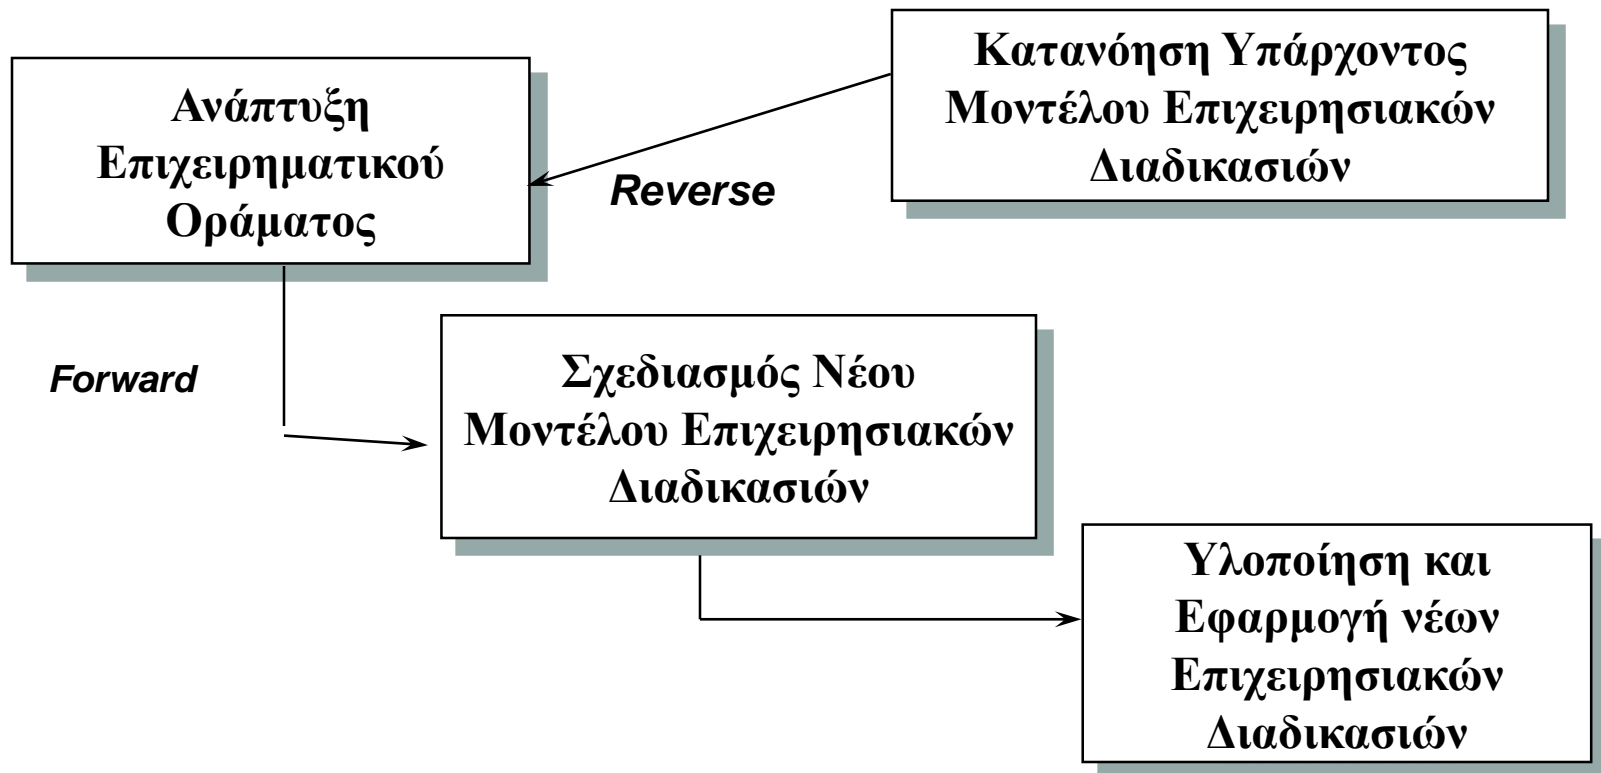 Ανάπτυξη
Επιχειρηματικού
Οράματος
Κατανόηση Υπάρχοντος
Μοντέλου Επιχειρησιακών
Διαδικασιών
Reverse
Forward
Σχεδιασμός Νέου
Μοντέλου Επιχειρησιακών
Διαδικασιών
Υλοποίηση και
Εφαρμογή νέων
Επιχειρησιακών
Διαδικασιών